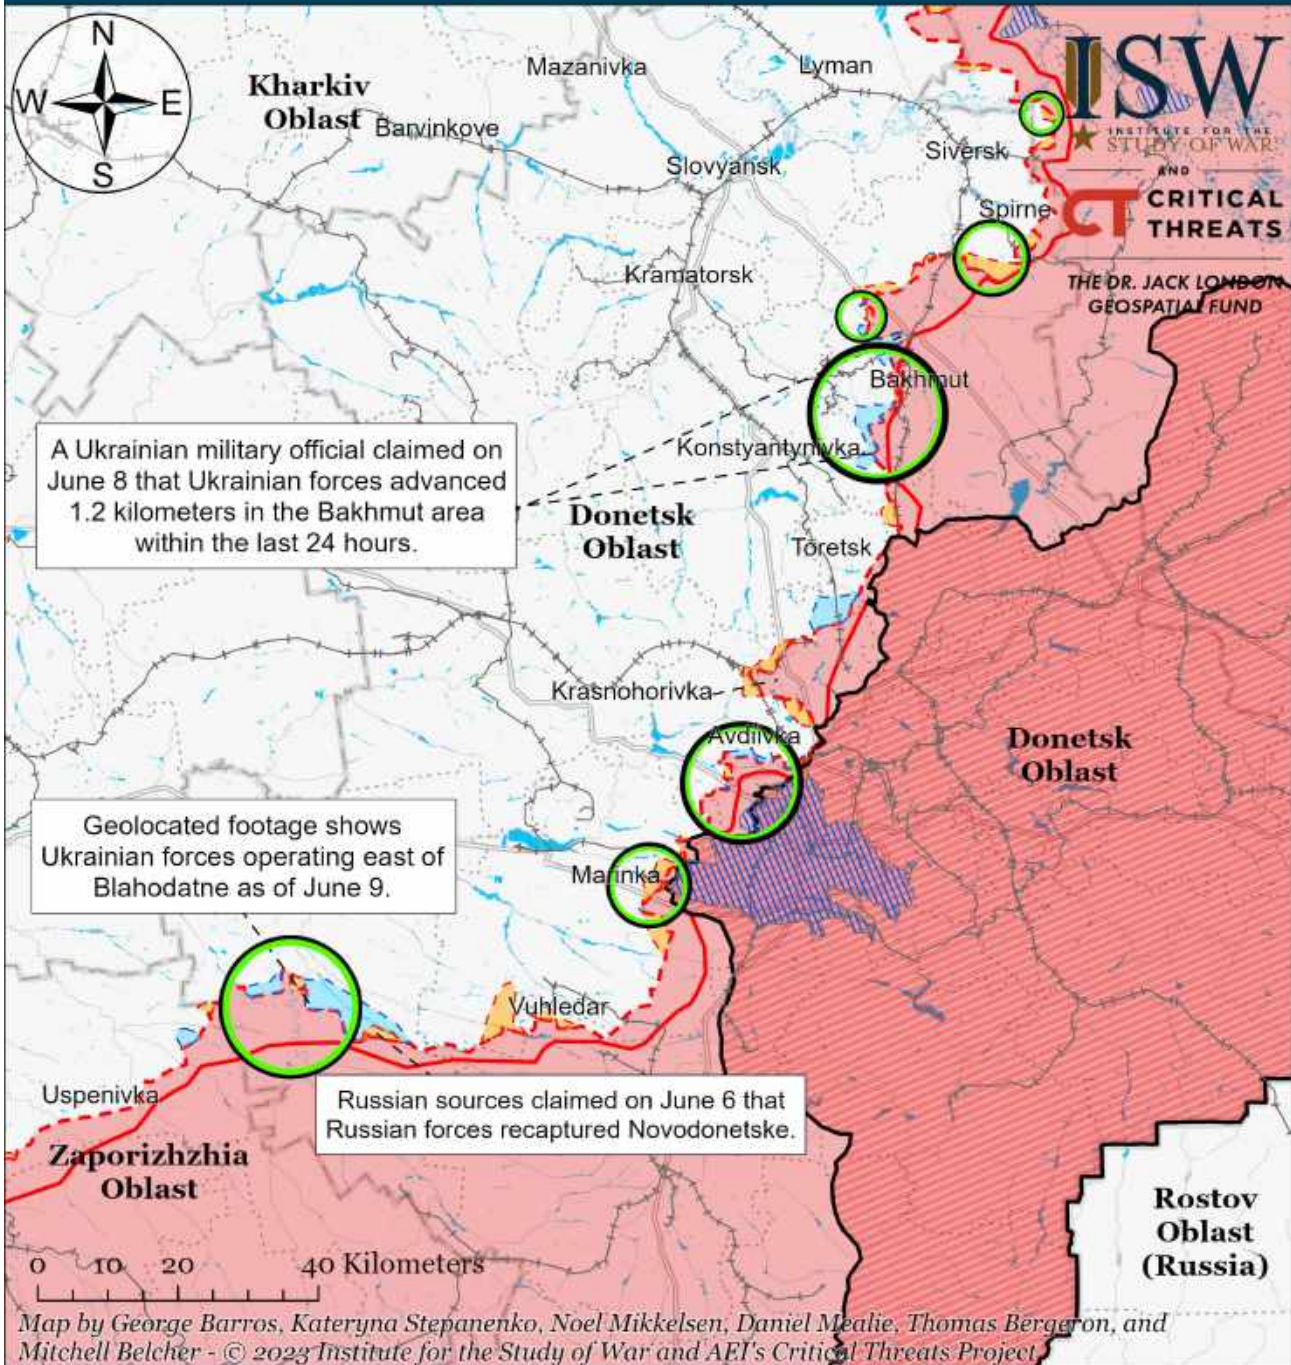 N
W
E
S
Kharkiv
Oblast
Mazanivka
Lyman
Barvinkove
Slovyansk
Siversk
Spirne
Kramatorsk
ISW
INSTITUTE FOR THE
STUDY OF WAR
AND
CT CRITICAL
THREATS
THE DR. JACK LONDON
GEOSPATIAL FUND
Bakhmut
Konstyantynivka
A Ukrainian military official claimed on
June 8 that Ukrainian forces advanced
1.2 kilometers in the Bakhmut area
within the last 24 hours.
Donetsk
Oblast
Toretsk
Krasnohorivka
Avdiivka
Donetsk
Oblast
Geolocated footage shows
Ukrainian forces operating east of
Blahodatne as of June 9.
Marinka
Vuhledar
Uspenivka
Russian sources claimed on June 6 that
Russian forces recaptured Novodonetske.
Zaporizhzhia
Oblast
Rostov
Oblast
(Russia)
0 10 20 40 Kilometers
Map by George Barros, Kateryna Stepanenko, Noel Mikkelsen, Daniel Mealie, Thomas Bergeron, and
Mitchell Belcher - © 2023 Institute for the Study of War and AEI's Critical Threats Project